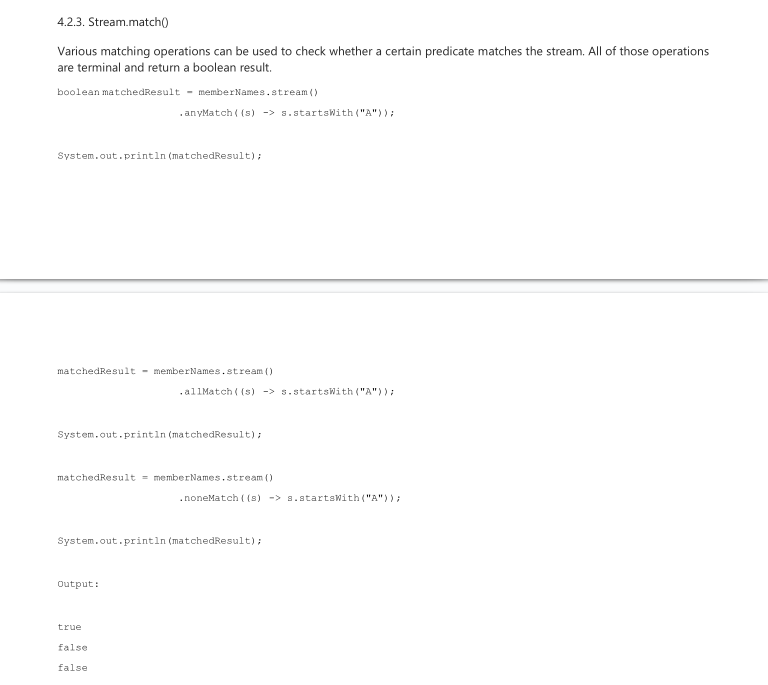 4.2.3. Stream.match()
Various matching operations can be used to check whether a certain predicate matches the stream. All of those operations
are terminal and return a boolean result.
boolean matchedResult = memberNames.stream()
.anyMatch((s) -> s.startsWith("A"));
System.out.println(matchedResult);
matchedResult = memberNames.stream()
.allMatch((s) -> s.startsWith("A"));
System.out.println(matchedResult);
matchedResult = memberNames.stream()
.noneMatch((s) -> s.startsWith("A"));
System.out.println(matchedResult);
Output:
true
false
false